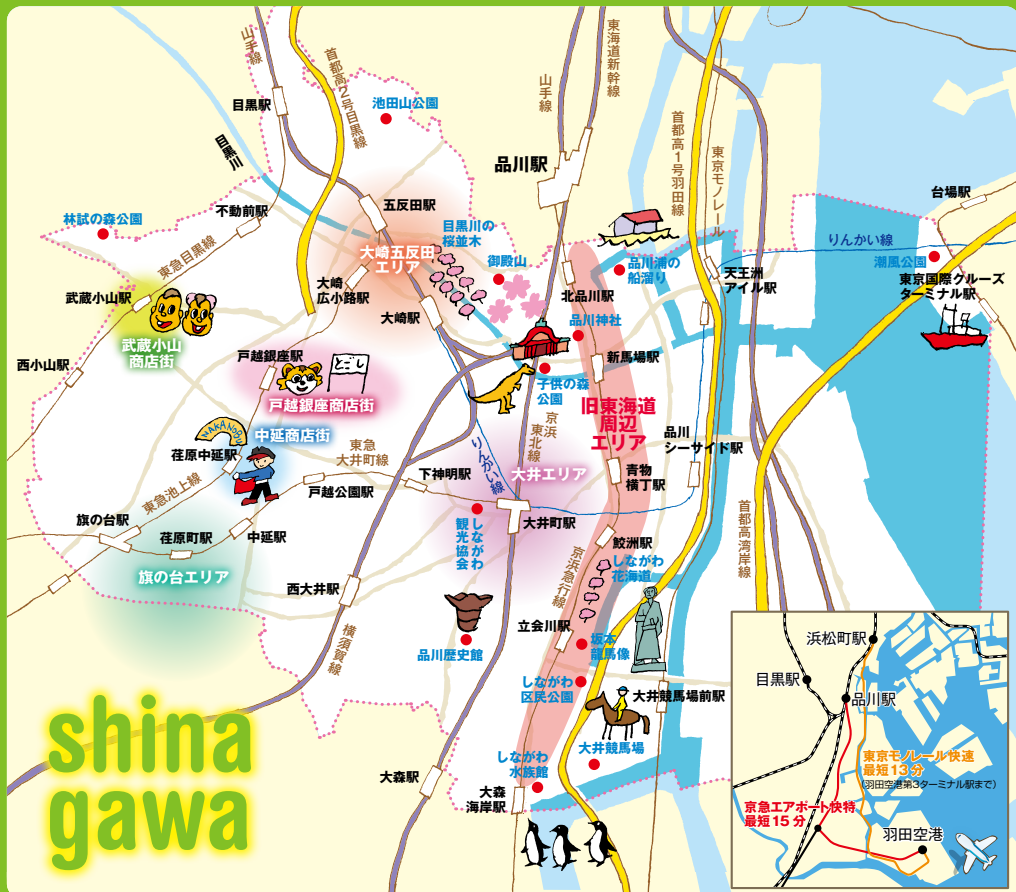 山手線
目黒駅
首都高2号目黒線
池田山公園
目黒川
山手線
東海道新幹線
品川駅
首都高1号羽田線
東京モノレール
台場駅
りんかい線
潮風公園
東京国際クルーズ
ターミナル駅
林試の森公園
不動前駅
東急目黒線
五反田駅
大崎五反田
エリア
目黒川の
桜並木
御殿山
品川浦の
船溜り
天王洲
アイル駅
武蔵小山駅
武蔵小山
商店街
大崎
広小路駅
大崎駅
北品川駅
品川神社
新馬場駅
西小山駅
戸越銀座駅
とごし
戸越銀座商店街
子供の森
公園
旧東海道
周辺
エリア
NAKANOBU
中延商店街
荏原中延駅
東急
大井町線
京浜
東北線
りんかい線
大井エリア
品川
シーサイド駅
下神明駅
青物
横丁駅
東急池上線
戸越公園駅
旗の台駅
荏原町駅
中延駅
しながわ
観光協会
大井町駅
首都高湾岸線
旗の台エリア
西大井駅
鮫洲駅
しながわ
花海道
京浜急行線
横須賀線
立会川駅
坂本
龍馬像
品川歴史館
しながわ
区民公園
大井競馬場前駅
大井競馬場
しながわ
水族館
大森駅
大森
海岸駅
shina
gawa
浜松町駅
目黒駅
品川駅
東京モノレール快速
最短13分
(羽田空港第3ターミナル駅まで)
京急エアポート快特
最短15分
羽田空港